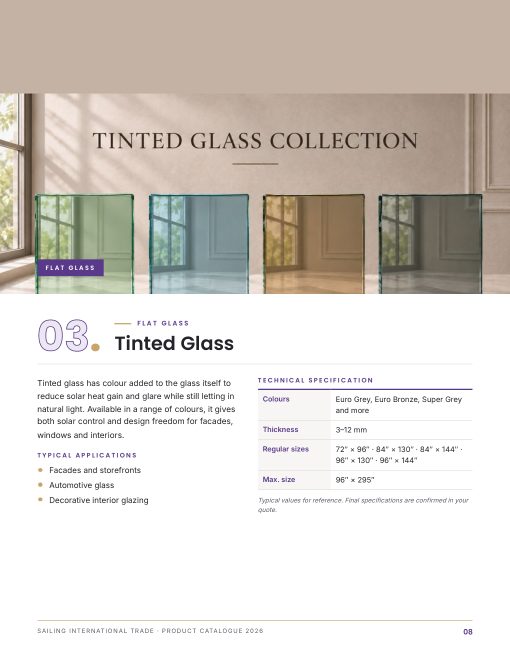 TINTED GLASS COLLECTION
FLAT GLASS
03.
FLAT GLASS
Tinted Glass
Tinted glass has colour added to the glass itself to
reduce solar heat gain and glare while still letting in
natural light. Available in a range of colours, it gives
both solar control and design freedom for facades,
windows and interiors.
TYPICAL APPLICATIONS
Facades and storefronts
Automotive glass
Decorative interior glazing
TECHNICAL SPECIFICATION
Colours Euro Grey, Euro Bronze, Super Grey
and more
Thickness 3–12 mm
Regular sizes 72″ × 96″ · 84″ × 130″ · 84″ × 144″ ·
96″ × 130″ · 96″ × 144″
Max. size 96″ × 295″
Typical values for reference. Final specifications are confirmed in your
quote.
SAILING INTERNATIONAL TRADE · PRODUCT CATALOGUE 2026 08